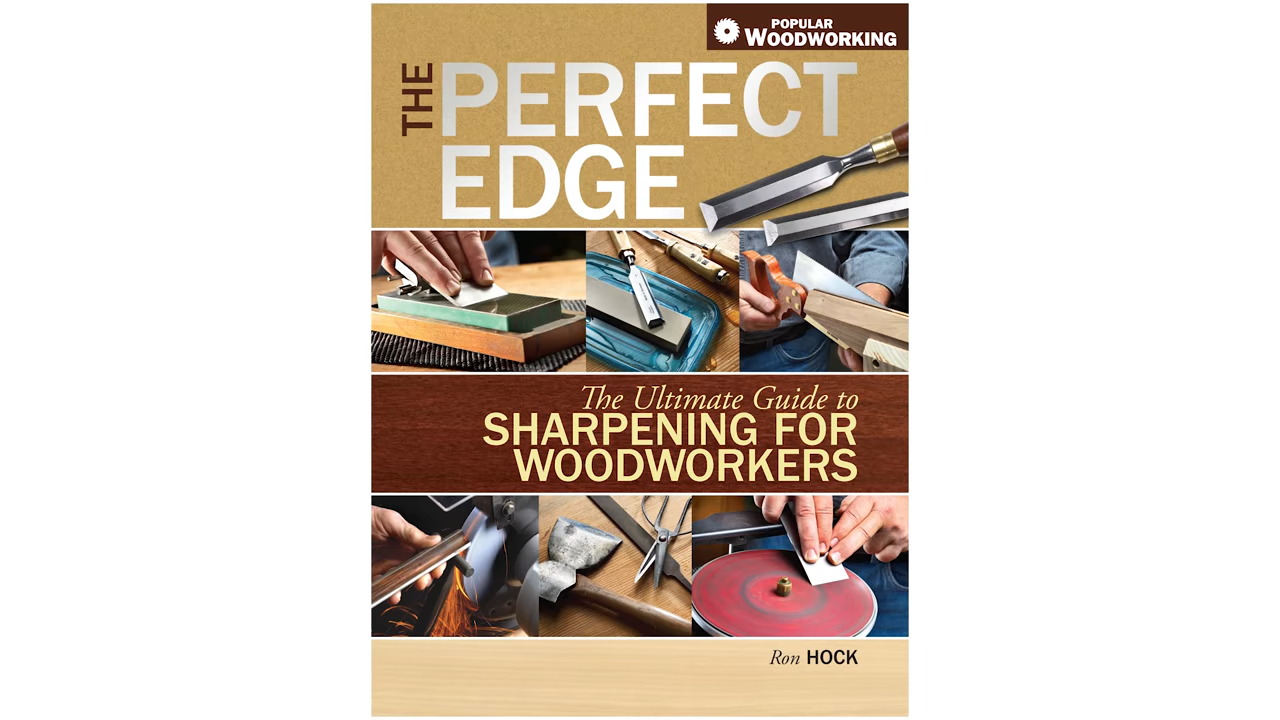 POPULAR
WOODWORKING
THE
PERFECT
EDGE
The Ultimate Guide to
SHARPENING FOR
WOODWORKERS
Ron HOCK